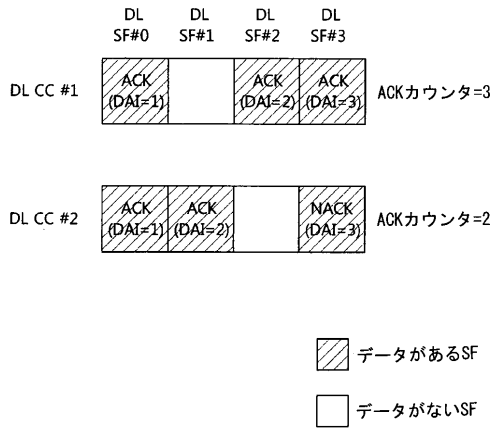 DL SF#0 DL SF#1 DL SF#2 DL SF#3
DL CC #1
ACK (DAI=1)
ACK (DAI=2)
ACK (DAI=3)
ACKカウンタ=3
DL CC #2
ACK (DAI=1)
ACK (DAI=2)
NACK (DAI=3)
ACKカウンタ=2
データがあるSF
データがないSF